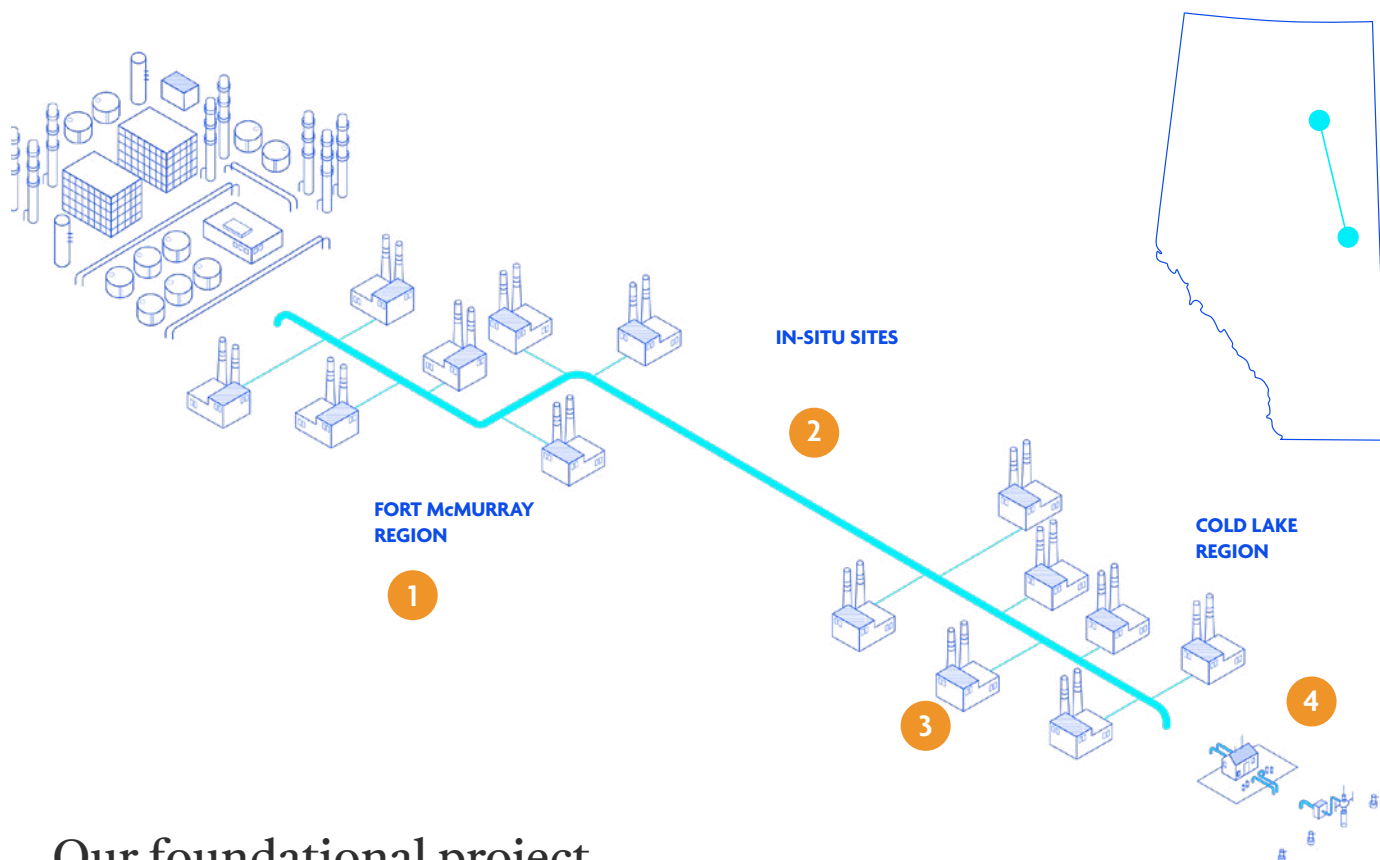 IN-SITU SITES
2
FORT McMURRAY
REGION
1
COLD LAKE
REGION
3
4
Our foundational project